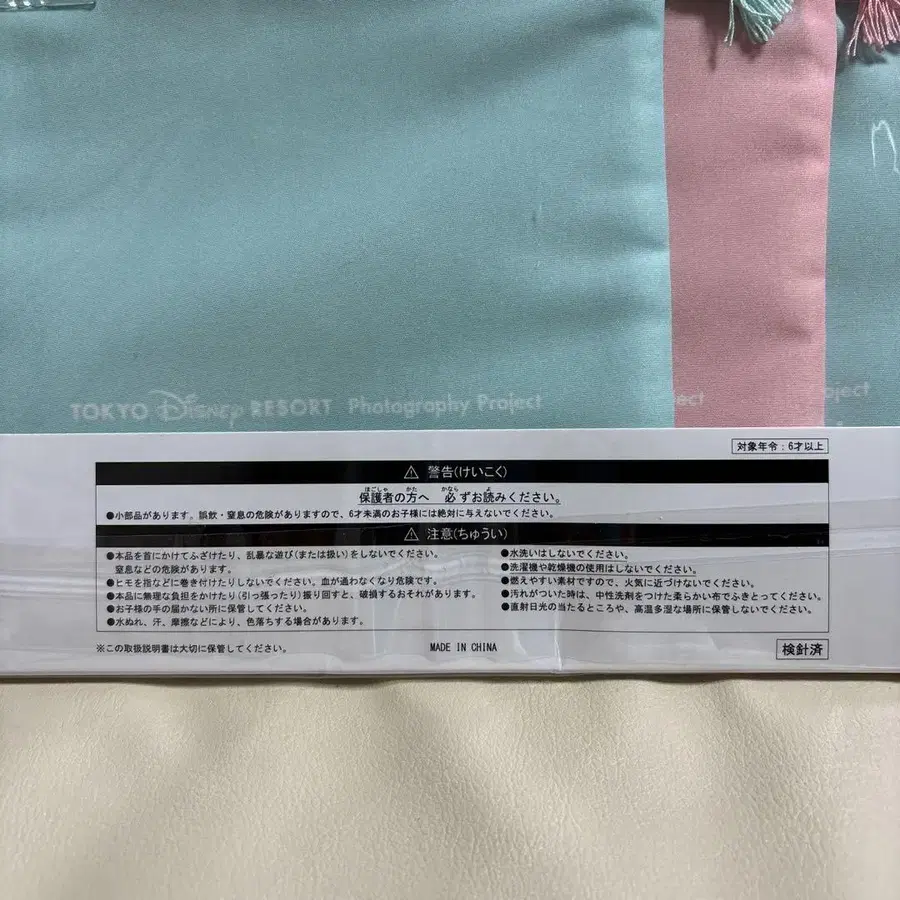 TOKYO Disney RESORT Photography Project
ect
oject
対象年令：6才以上
⚠ 警告(けいこく)
保護者の方へ 必ずお読みください。
●小部品があります。誤飲・窒息の危険がありますので、6才未満のお子様には絶対に与えないでください。
⚠ 注意(ちゅうい)
●本品を首にかけてふざけたり、乱暴な遊び(または扱い)をしないでください。
窒息などの危険があります。
●ヒモを指などに巻き付けたりしないでください。血が通わなくなり危険です。
●本品に無理な負担をかけたり(引っ張ったり)振り回すと、破損するおそれがあります。
●お子様の手の届かない所に保管してください。
●水ぬれ、汗、摩擦などにより、色落ちする場合があります。
●水洗いはしないでください。
●洗濯機や乾燥機の使用はしないでください。
●燃えやすい素材ですので、火気に近づけないでください。
●汚れがついた時は、中性洗剤をつけた柔らかい布でふきとってください。
●直射日光の当たるところや、高温多湿な場所に保管しないでください。
※この取扱説明書は大切に保管してください。
MADE IN CHINA
検針済